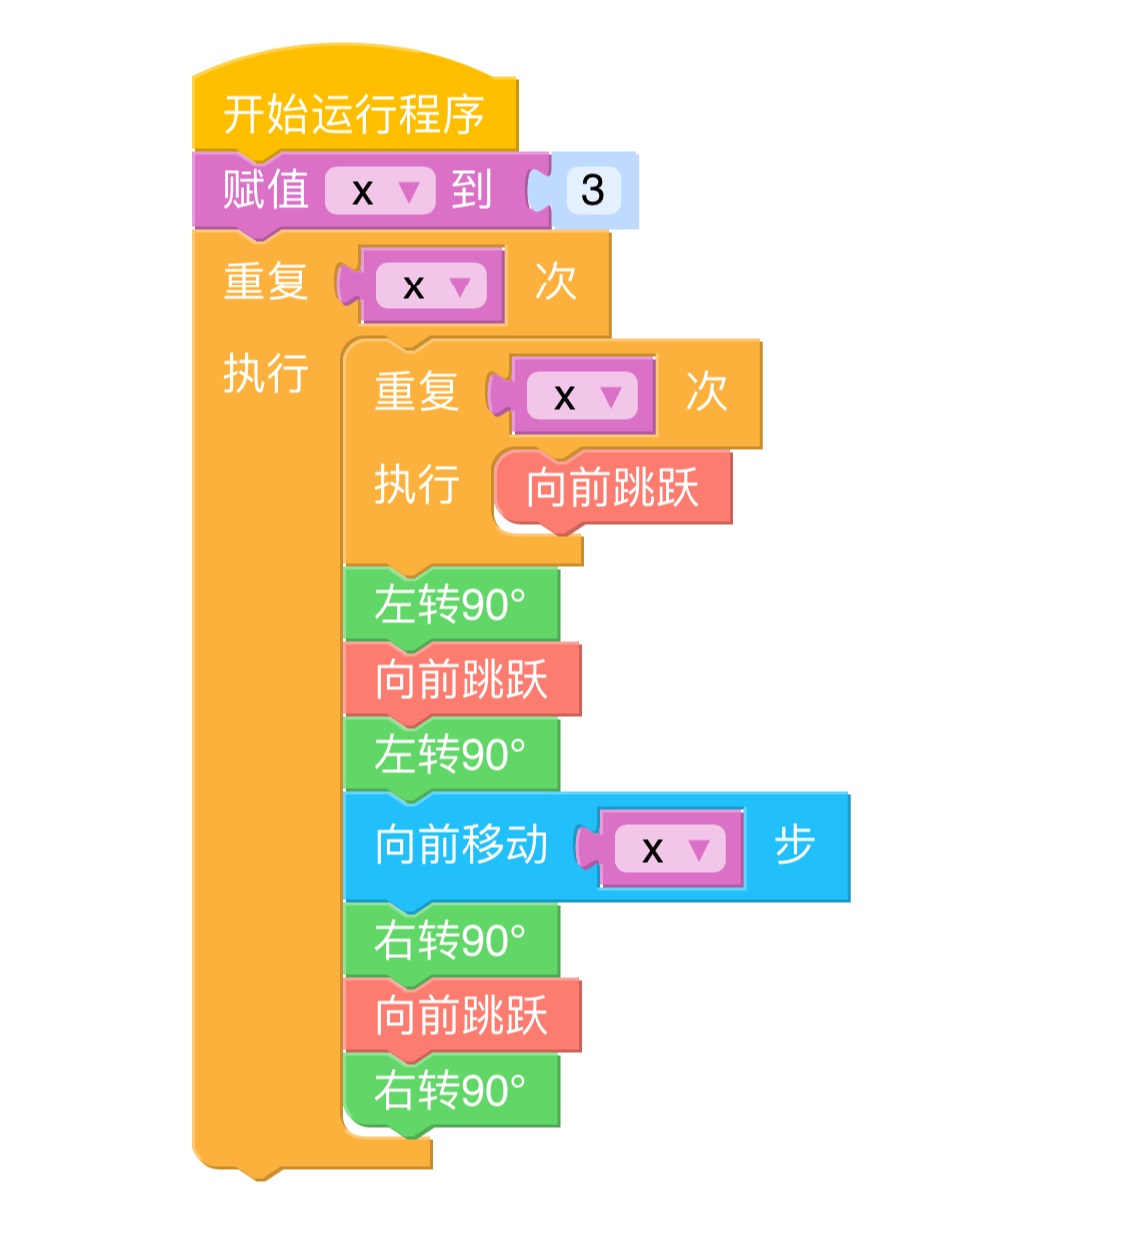 开始运行程序
赋值 x ▼ 到 3
重复 x ▼ 次
执行
重复 x ▼ 次
执行 向前跳跃
左转90°
向前跳跃
左转90°
向前移动 x ▼ 步
右转90°
向前跳跃
右转90°